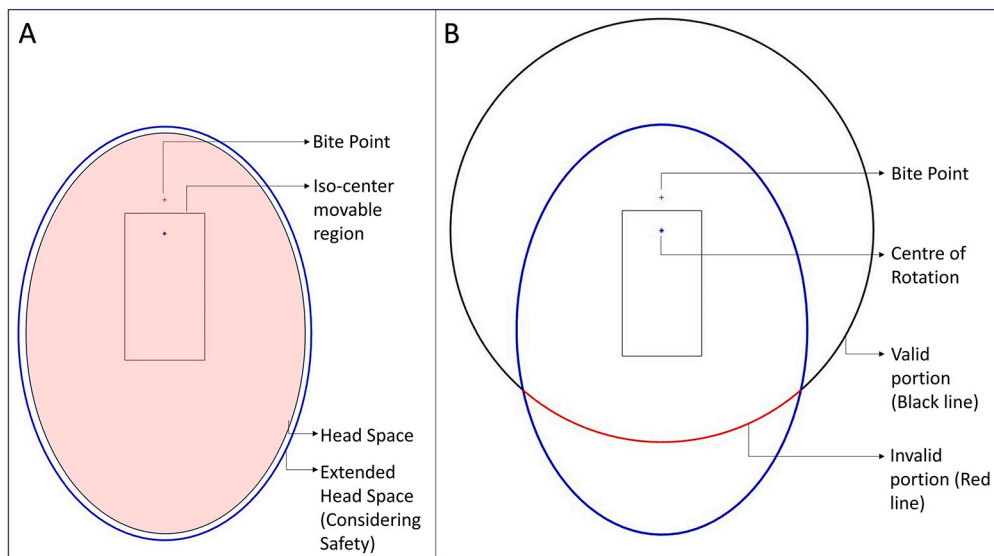 A
Bite Point
Iso-center
movable
region
Head Space
Extended
Head Space
(Considering
Safety)
B
Bite Point
Centre of
Rotation
Valid
portion
(Black line)
Invalid
portion (Red
line)